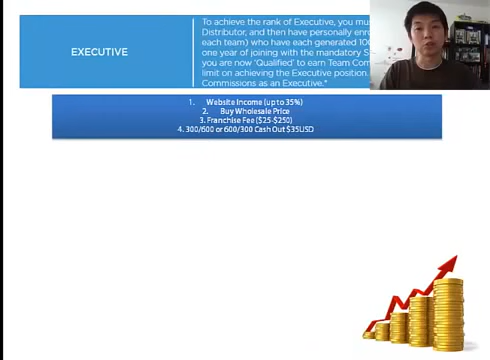 EXECUTIVE
To achieve the rank of Executive, you mus
Distributor, and then have personally enro
each team) who have each generated 100
one year of joining with the mandatory S
you are now 'Qualified' to earn Team Com
limit on achieving the Executive position.
Commissions as an Executive.*
1. Website Income (up to 35%)
2. Buy Wholesale Price
3. Franchise Fee ($25-$250)
4. 300/600 or 600/300 Cash Out $35USD